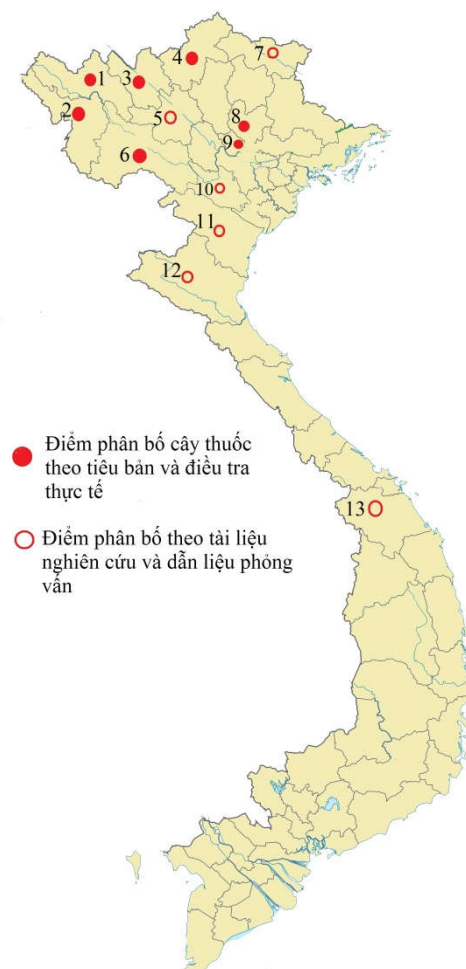 7
4
1
3
2
5
8
9
6
10
11
12
Điểm phân bố cây thuốc
theo tiêu bản và điều tra
thực tế
13
Điểm phân bố theo tài liệu
nghiên cứu và dẫn liệu phỏng
vấn